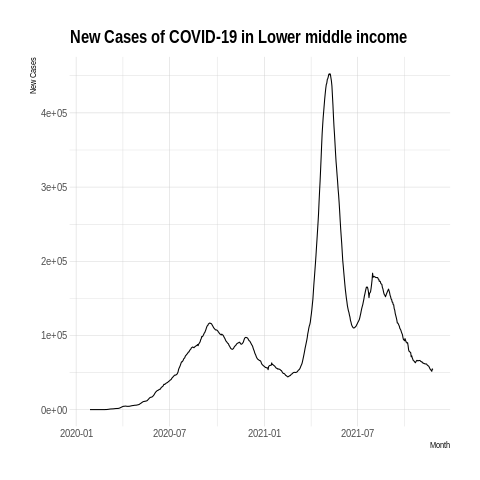 New Cases of COVID-19 in Lower middle income
New Cases
4e+05
3e+05
2e+05
1e+05
0e+00
2020-01 2020-07 2021-01 2021-07
Month